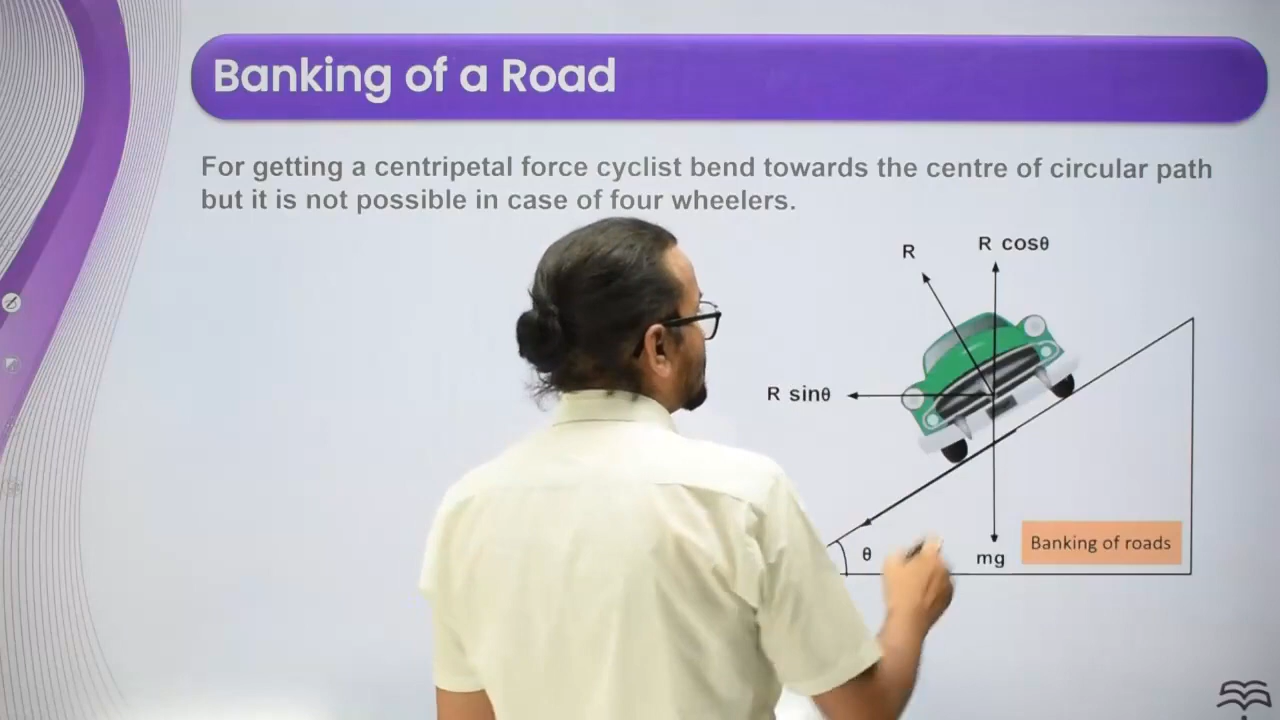 Banking of a Road
For getting a centripetal force cyclist bend towards the centre of circular path
but it is not possible in case of four wheelers.
R
R cosθ
R sinθ
θ
mg
Banking of roads